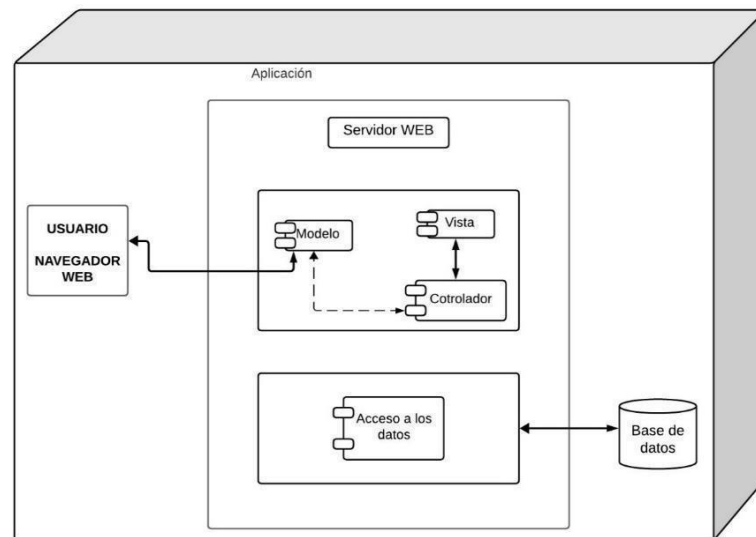 Aplicación
Servidor WEB
USUARIO
NAVEGADOR
WEB
Modelo
Vista
Cotrolador
Acceso a los
datos
Base de
datos